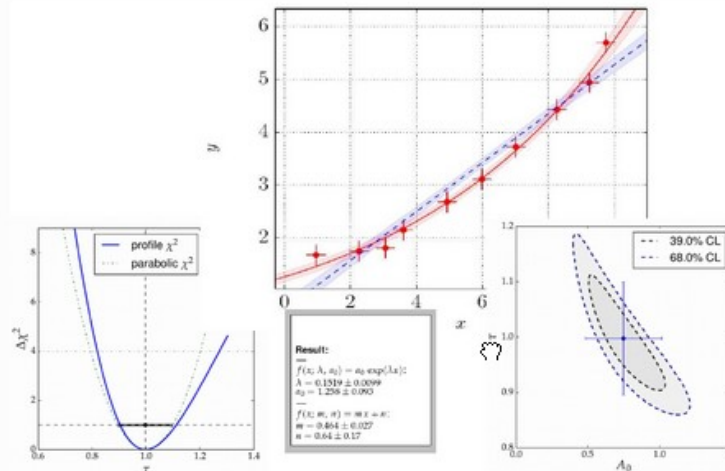 6
5
4
3
2
y
0 2 4 6
x
8
6
4
2
0
Δχ²
profile χ²
parabolic χ²
0.6 0.8 1.0 1.2 1.4
τ
Result:
—
f(x; λ, a₀) = a₀ exp(λx):
λ = 0.1519 ± 0.0099
a₀ = 1.256 ± 0.093
—
f(x; m, n) = m x + n:
m = 0.464 ± 0.027
n = 0.64 ± 0.17
1.2
1.1
1.0
0.9
0.8
τ
39.0% CL
68.0% CL
0.0 0.5 1.0
A₀